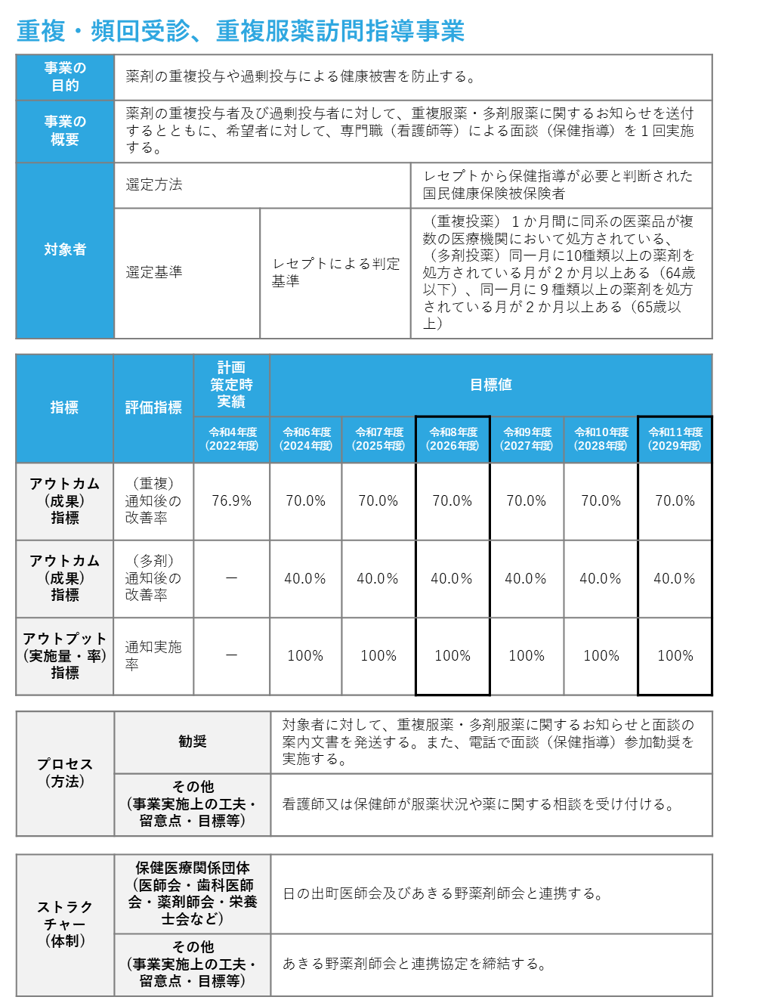 重複・頻回受診、重複服薬訪問指導事業
事業の
目的
薬剤の重複投与や過剰投与による健康被害を防止する。
事業の
概要
薬剤の重複投与者及び過剰投与者に対して、重複服薬・多剤服薬に関するお知らせを送付
するとともに、希望者に対して、専門職（看護師等）による面談（保健指導）を１回実施
する。
対象者
選定方法
レセプトから保健指導が必要と判断された
国民健康保険被保険者
選定基準
レセプトによる判定
基準
（重複投薬）１か月間に同系の医薬品が複
数の医療機関において処方されている、
（多剤投薬）同一月に10種類以上の薬剤を
処方されている月が２か月以上ある（64歳
以下）、同一月に９種類以上の薬剤を処方
されている月が２か月以上ある（65歳以
上）
指標
評価指標
計画
策定時
実績
目標値
令和4年度
(2022年度)
令和6年度
(2024年度)
令和7年度
(2025年度)
令和8年度
(2026年度)
令和9年度
(2027年度)
令和10年度
(2028年度)
令和11年度
(2029年度)
アウトカム
(成果)
指標
（重複）
通知後の
改善率
76.9%
70.0%
70.0%
70.0%
70.0%
70.0%
70.0%
アウトカム
(成果)
指標
（多剤）
通知後の
改善率
―
40.0%
40.0%
40.0%
40.0%
40.0%
40.0%
アウトプット
(実施量・率)
指標
通知実施
率
―
100%
100%
100%
100%
100%
100%
プロセス
(方法)
勧奨
対象者に対して、重複服薬・多剤服薬に関するお知らせと面談の
案内文書を発送する。また、電話で面談（保健指導）参加勧奨を
実施する。
その他
(事業実施上の工夫・
留意点・目標等)
看護師又は保健師が服薬状況や薬に関する相談を受け付ける。
ストラク
チャー
(体制)
保健医療関係団体
(医師会・歯科医師
会・薬剤師会・栄養
士会など)
日の出町医師会及びあきる野薬剤師会と連携する。
その他
(事業実施上の工夫・
留意点・目標等)
あきる野薬剤師会と連携協定を締結する。